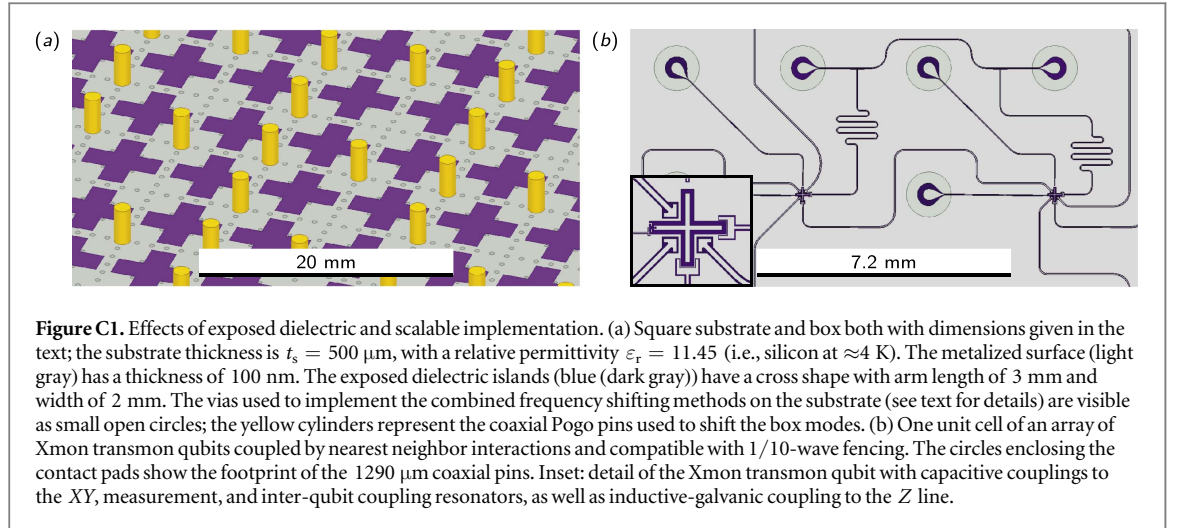 (a)
(b)
20 mm
7.2 mm
Figure C1. Effects of exposed dielectric and scalable implementation. (a) Square substrate and box both with dimensions given in the
text; the substrate thickness is tₛ = 500 μm, with a relative permittivity εᵣ = 11.45 (i.e., silicon at ≈4 K). The metalized surface (light
gray) has a thickness of 100 nm. The exposed dielectric islands (blue (dark gray)) have a cross shape with arm length of 3 mm and
width of 2 mm. The vias used to implement the combined frequency shifting methods on the substrate (see text for details) are visible
as small open circles; the yellow cylinders represent the coaxial Pogo pins used to shift the box modes. (b) One unit cell of an array of
Xmon transmon qubits coupled by nearest neighbor interactions and compatible with 1/10-wave fencing. The circles enclosing the
contact pads show the footprint of the 1290 μm coaxial pins. Inset: detail of the Xmon transmon qubit with capacitive couplings to
the XY, measurement, and inter-qubit coupling resonators, as well as inductive-galvanic coupling to the Z line.